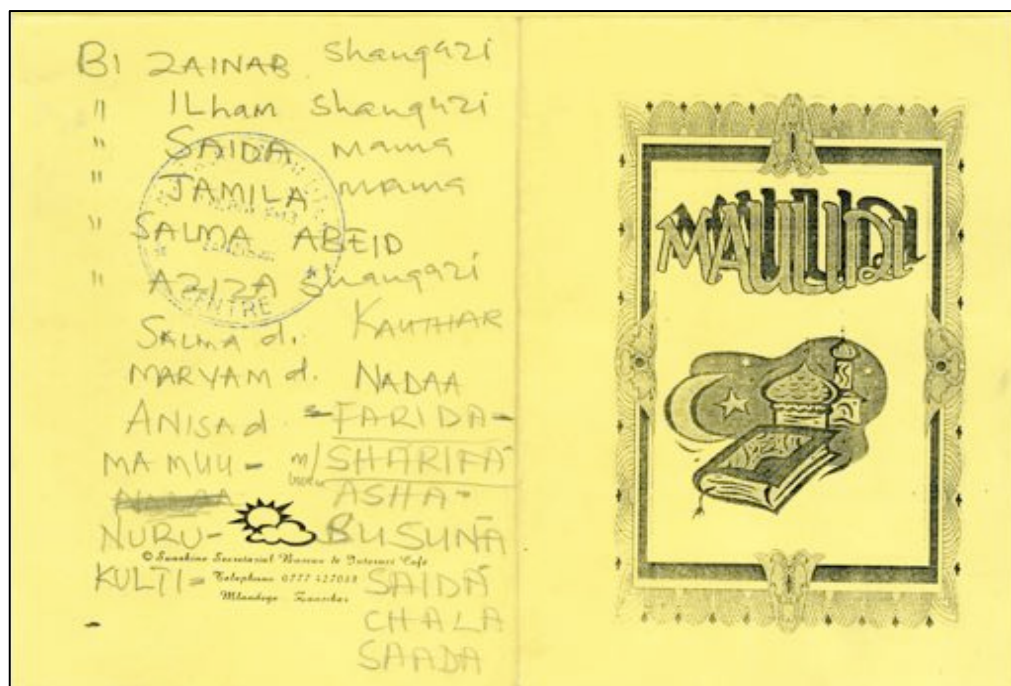 BI ZAINAB shangazi
" ILham shangazi
" SAIDA mama
" JAMILA mama
" SALMA ABEID
" AZIZA shangazi
ENTRE
SALMA d. KAUTHAR
MARYAM d. NADAA
ANISA d - FARIDA -
MA MUU - m/ SHARIFA
ASHA -
NURU - BUSUNA
© Sunshine Secretarial Bureau & Internet Cafe
KULTI = SAIDA
Telephone 0777 427088
Mlandege Zanzibar
CHALA
SAADA
MAULIDI